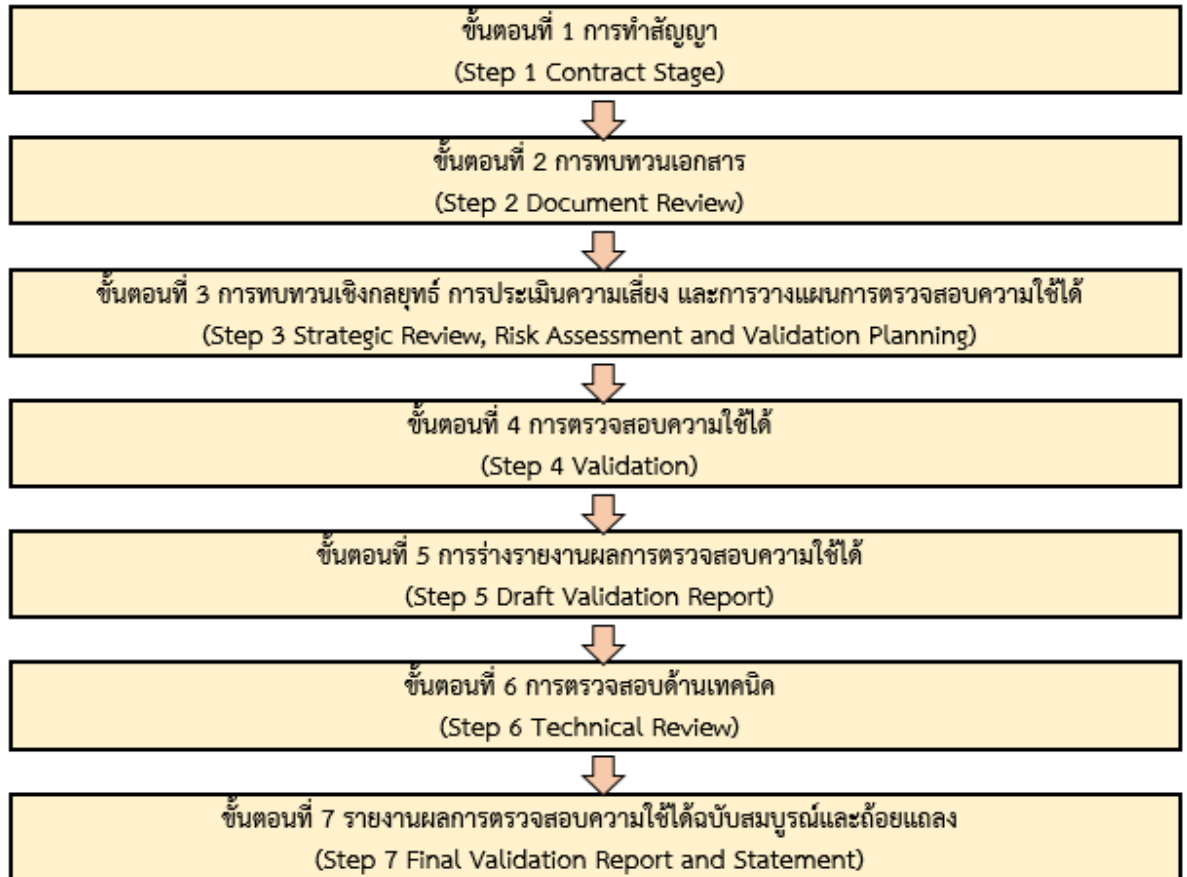 ขั้นตอนที่ 1 การทำสัญญา
(Step 1 Contract Stage)
ขั้นตอนที่ 2 การทบทวนเอกสาร
(Step 2 Document Review)
ขั้นตอนที่ 3 การทบทวนเชิงกลยุทธ์ การประเมินความเสี่ยง และการวางแผนการตรวจสอบความใช้ได้
(Step 3 Strategic Review, Risk Assessment and Validation Planning)
ขั้นตอนที่ 4 การตรวจสอบความใช้ได้
(Step 4 Validation)
ขั้นตอนที่ 5 การร่างรายงานผลการตรวจสอบความใช้ได้
(Step 5 Draft Validation Report)
ขั้นตอนที่ 6 การตรวจสอบด้านเทคนิค
(Step 6 Technical Review)
ขั้นตอนที่ 7 รายงานผลการตรวจสอบความใช้ได้ฉบับสมบูรณ์และถ้อยแถลง
(Step 7 Final Validation Report and Statement)